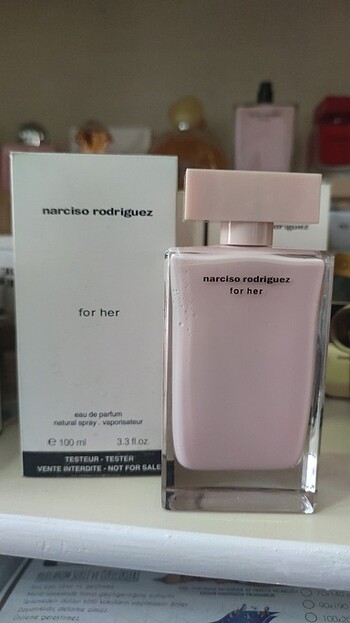 narciso rodriguez
for her
eau de parfum
natural spray . vaporisateur
e 100 ml 3.3 fl.oz.
TESTEUR - TESTER
VENTE INTERDITE - NOT FOR SALE
narciso rodriguez
for her